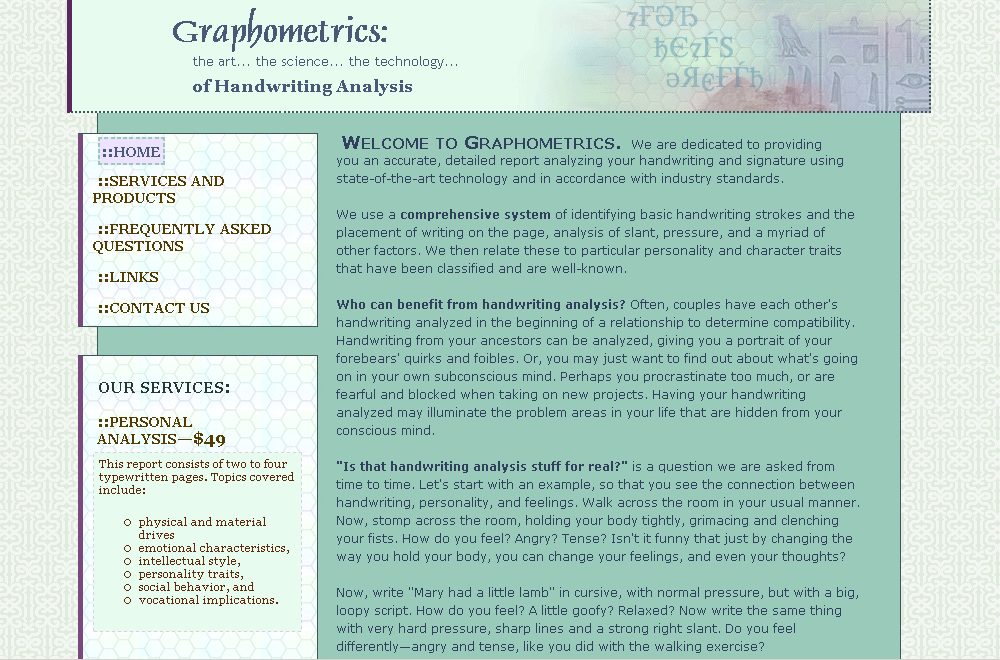 Graphometrics:
the art... the science... the technology...
of Handwriting Analysis
::HOME
::SERVICES AND
PRODUCTS
::FREQUENTLY ASKED
QUESTIONS
::LINKS
::CONTACT US
OUR SERVICES:
::PERSONAL
ANALYSIS—$49
This report consists of two to four
typewritten pages. Topics covered
include:
physical and material
drives
emotional characteristics,
intellectual style,
personality traits,
social behavior, and
vocational implications.
WELCOME TO GRAPHOMETRICS. We are dedicated to providing
you an accurate, detailed report analyzing your handwriting and signature using
state-of-the-art technology and in accordance with industry standards.
We use a comprehensive system of identifying basic handwriting strokes and the
placement of writing on the page, analysis of slant, pressure, and a myriad of
other factors. We then relate these to particular personality and character traits
that have been classified and are well-known.
Who can benefit from handwriting analysis? Often, couples have each other's
handwriting analyzed in the beginning of a relationship to determine compatibility.
Handwriting from your ancestors can be analyzed, giving you a portrait of your
forebears' quirks and foibles. Or, you may just want to find out about what's going
on in your own subconscious mind. Perhaps you procrastinate too much, or are
fearful and blocked when taking on new projects. Having your handwriting
analyzed may illuminate the problem areas in your life that are hidden from your
conscious mind.
"Is that handwriting analysis stuff for real?" is a question we are asked from
time to time. Let's start with an example, so that you see the connection between
handwriting, personality, and feelings. Walk across the room in your usual manner.
Now, stomp across the room, holding your body tightly, grimacing and clenching
your fists. How do you feel? Angry? Tense? Isn't it funny that just by changing the
way you hold your body, you can change your feelings, and even your thoughts?
Now, write "Mary had a little lamb" in cursive, with normal pressure, but with a big,
loopy script. How do you feel? A little goofy? Relaxed? Now write the same thing
with very hard pressure, sharp lines and a strong right slant. Do you feel
differently—angry and tense, like you did with the walking exercise?